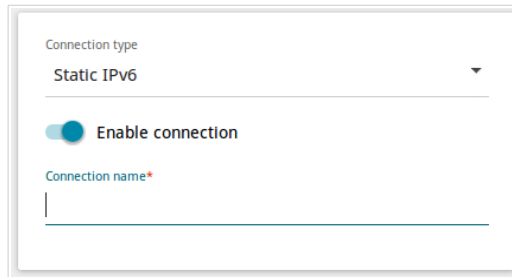 Connection type
Static IPv6
Enable connection
Connection name*